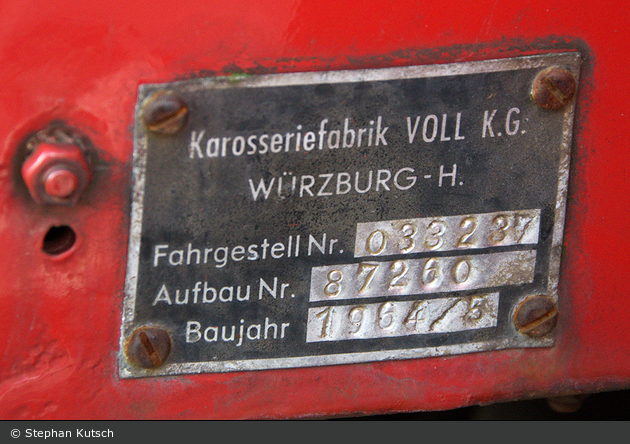 Karosseriefabrik VOLL K.G.
WÜRZBURG-H.
Fahrgestell Nr. 033237
Aufbau Nr. 87260
Baujahr 1964/5
© Stephan Kutsch